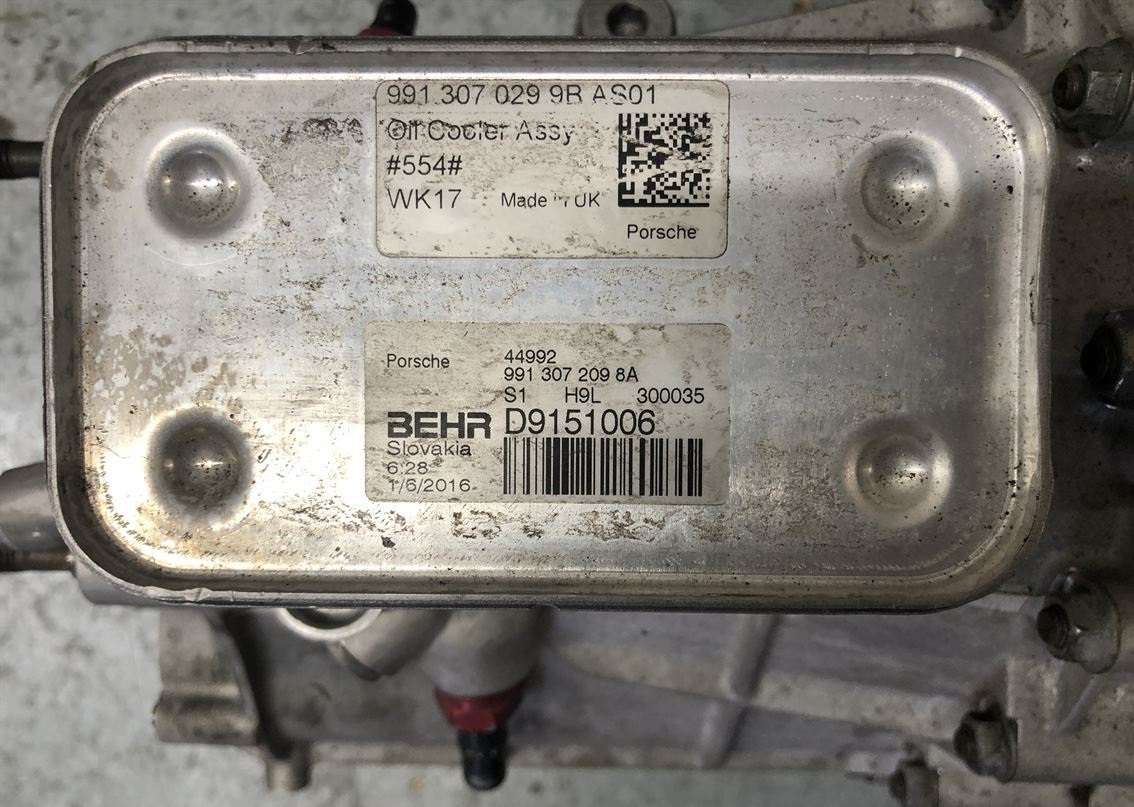 991 307 029 9B AS01
Oil Cooler Assy
#554#
WK17 Made in UK
Porsche
Porsche 44992
991 307 209 8A
S1 H9L 300035
BEHR D9151006
Slovakia
6:28
1/6/2016